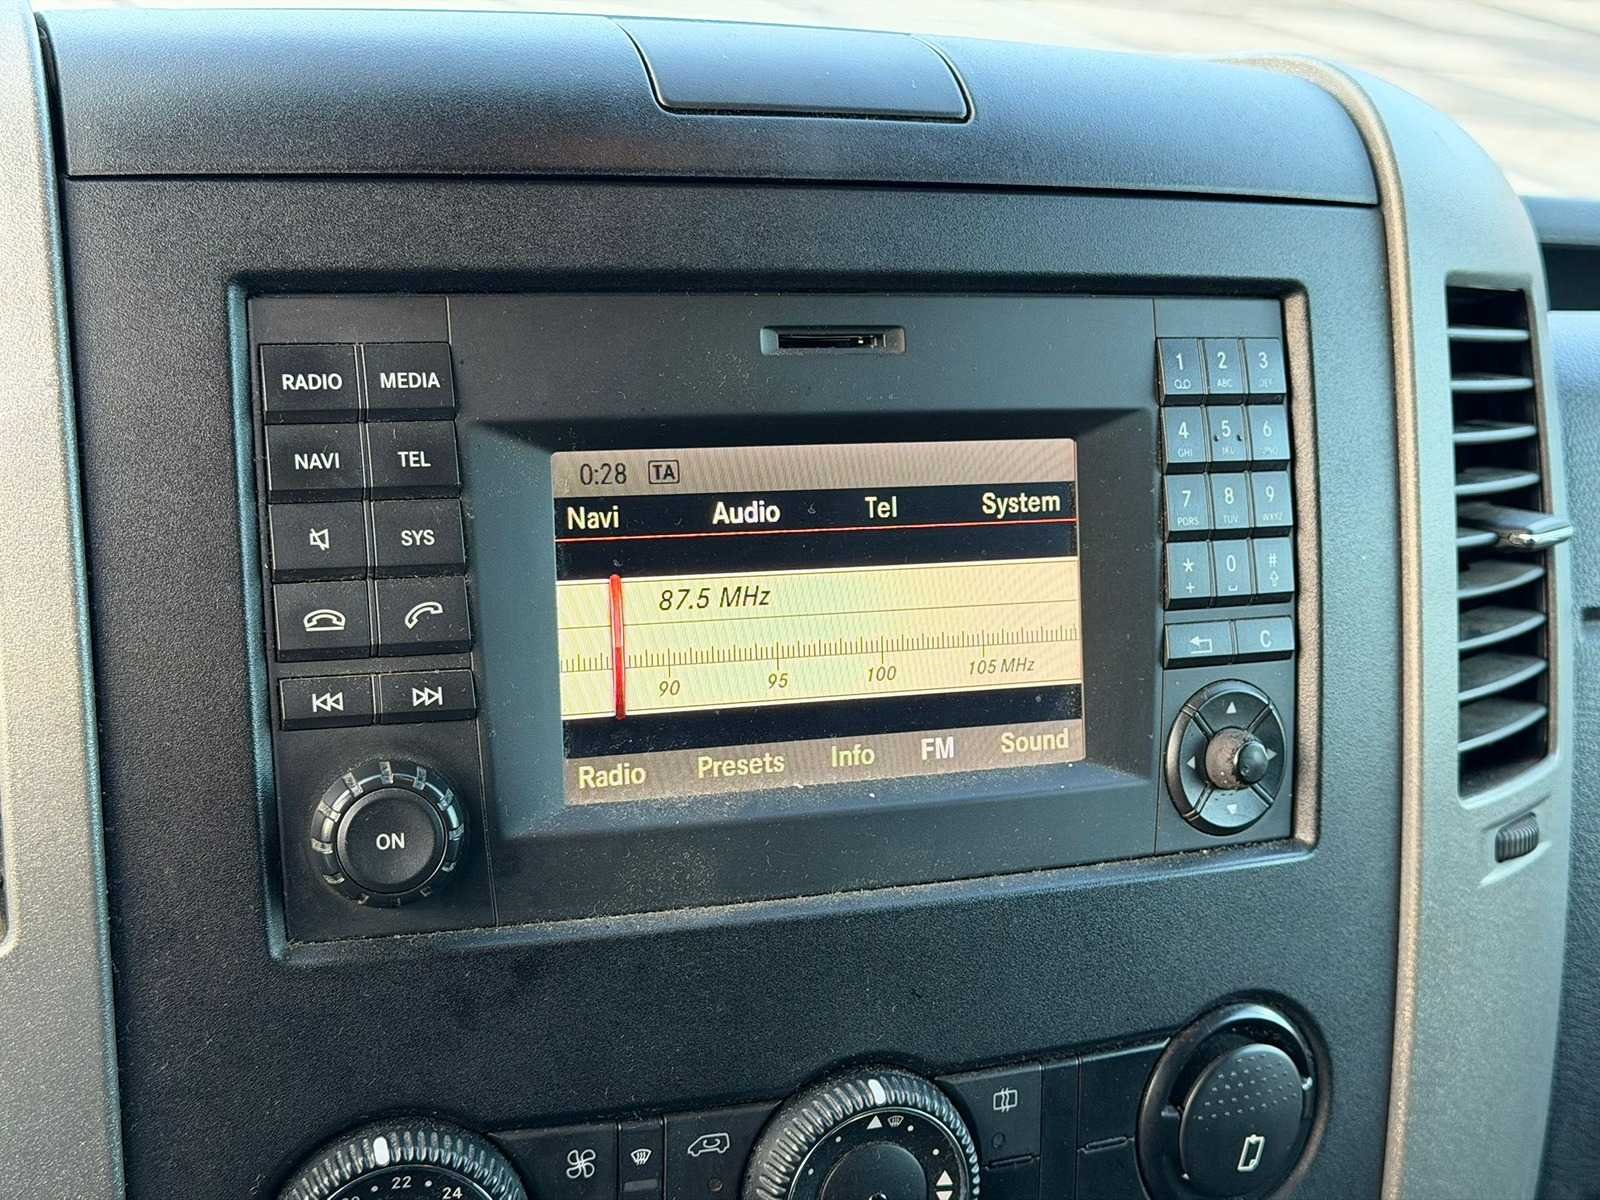 RADIO MEDIA
NAVI TEL
SYS
ON
0:28 TA
Navi Audio Tel System
87.5 MHz
90 95 100 105 MHz
Radio Presets Info FM Sound
1 2 3
ABC DEF
4 5 6
GHI JKL
7 8 9
PQRS TUV WXYZ
* 0 #
+
C
22 24